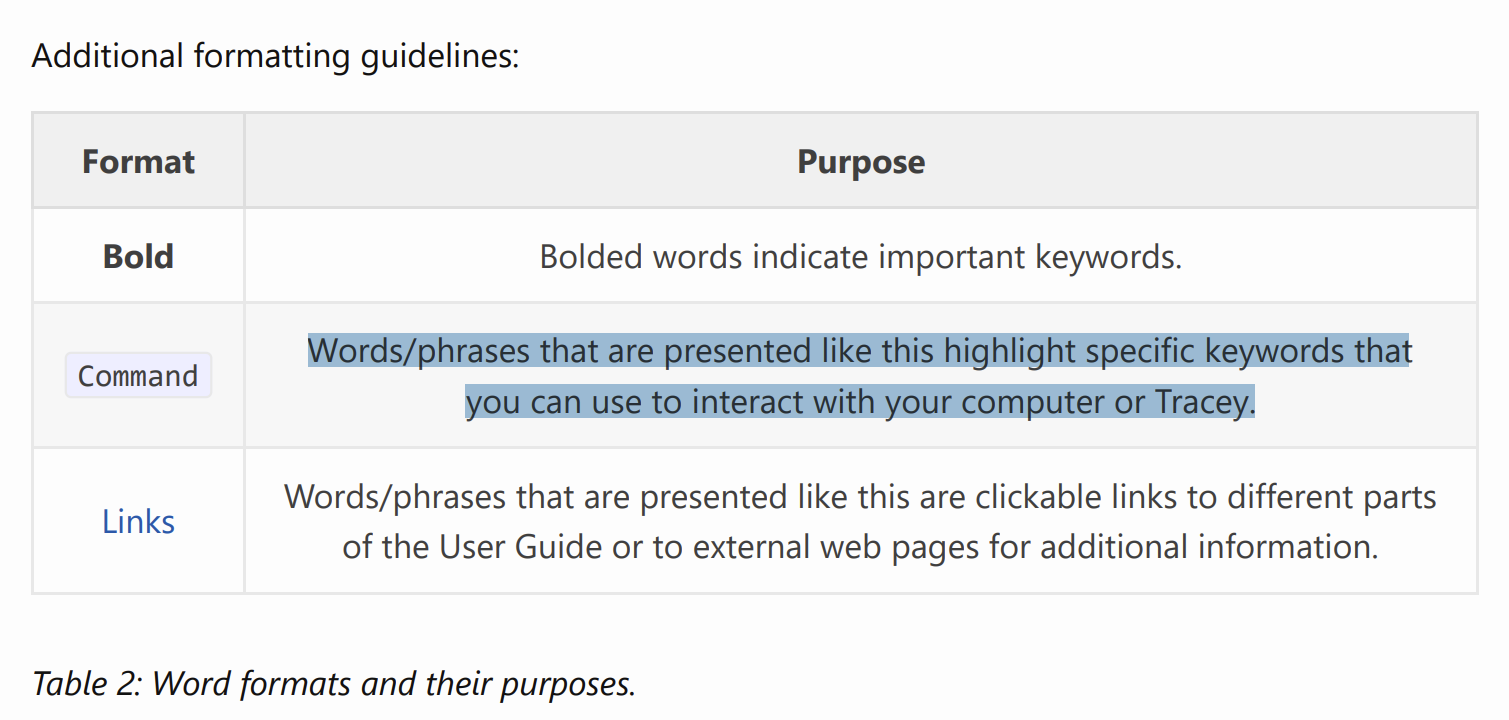 Additional formatting guidelines:
Format
Purpose
Bold
Bolded words indicate important keywords.
Command
Words/phrases that are presented like this highlight specific keywords that
you can use to interact with your computer or Tracey.
Links
Words/phrases that are presented like this are clickable links to different parts
of the User Guide or to external web pages for additional information.
Table 2: Word formats and their purposes.